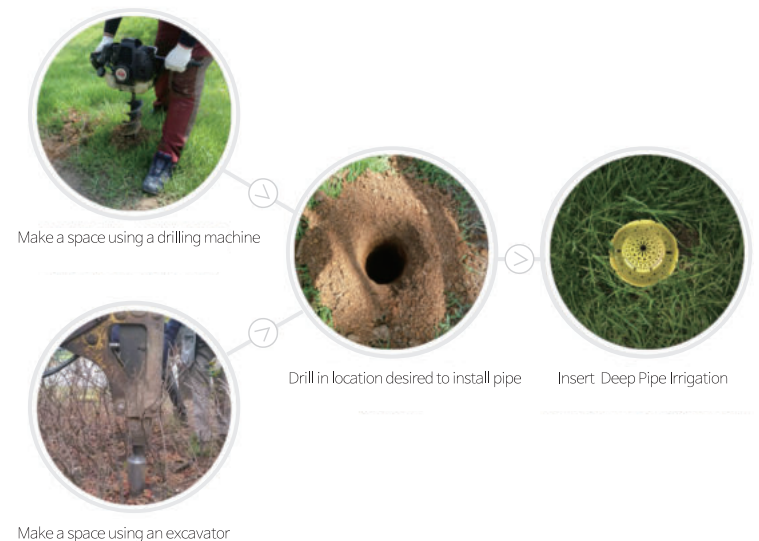 Make a space using a drilling machine
Drill in location desired to install pipe
Insert Deep Pipe Irrigation
Make a space using an excavator